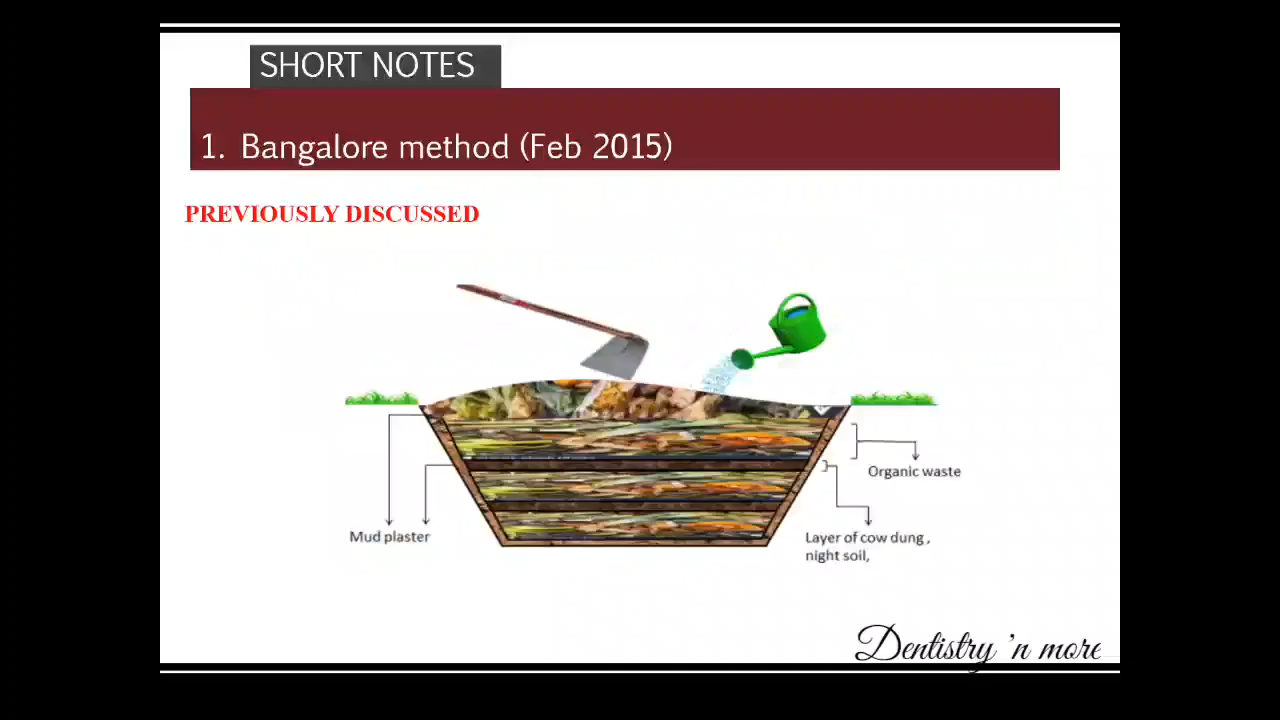 SHORT NOTES
1. Bangalore method (Feb 2015)
PREVIOUSLY DISCUSSED
Organic waste
Mud plaster
Layer of cow dung ,
night soil,
Dentistry 'n more